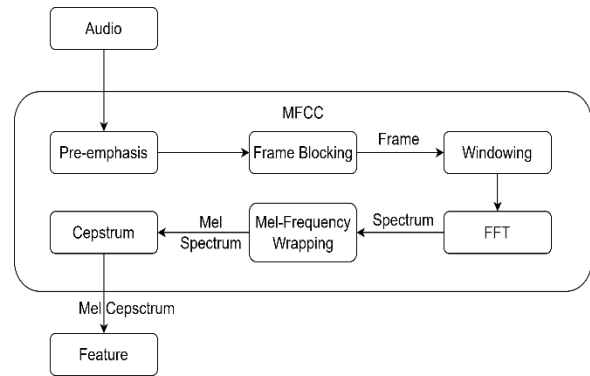 Audio
MFCC
Pre-emphasis
Frame Blocking
Frame
Windowing
Cepstrum
Mel
Spectrum
Mel-Frequency
Wrapping
Spectrum
FFT
Mel Cepsctrum
Feature